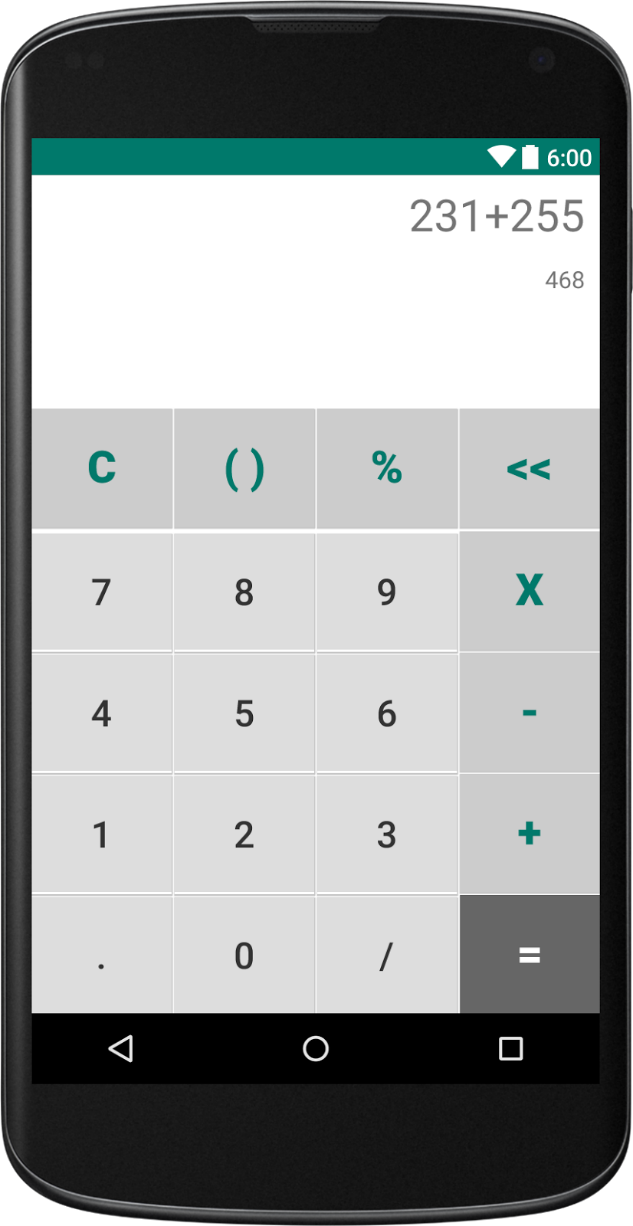 6:00
231+255
468
C ( ) % <<
7 8 9 X
4 5 6 -
1 2 3 +
. 0 / =